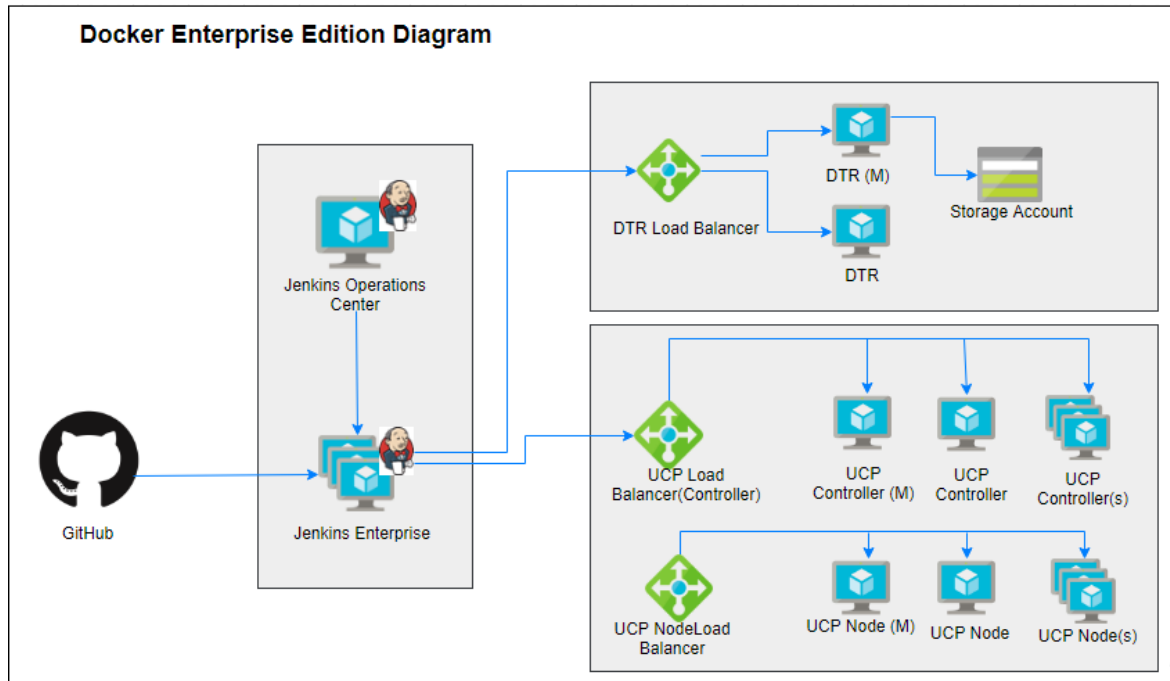 Docker Enterprise Edition Diagram
Jenkins Operations
Center
GitHub
Jenkins Enterprise
DTR Load Balancer
DTR (M)
DTR
Storage Account
UCP Load
Balancer(Controller)
UCP
Controller (M)
UCP
Controller
UCP
Controller(s)
UCP NodeLoad
Balancer
UCP Node (M)
UCP Node
UCP Node(s)